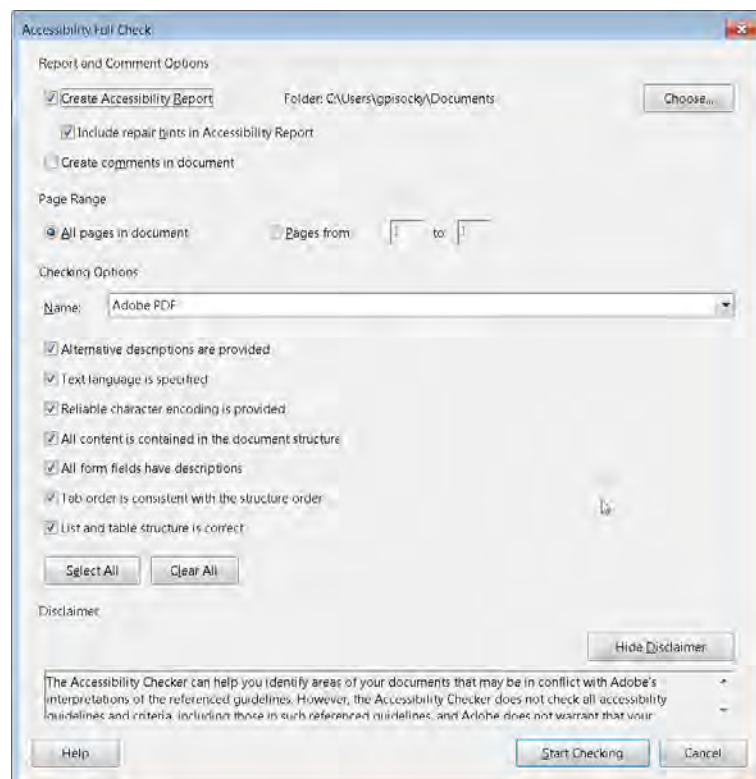 Accessibility Full Check
Report and Comment Options
Create Accessibility Report Folder: C:\Users\gpisocky\Documents Choose...
Include repair hints in Accessibility Report
Create comments in document
Page Range
All pages in document Pages from 1 to 1
Checking Options
Name: Adobe PDF
Alternative descriptions are provided
Text language is specified
Reliable character encoding is provided
All content is contained in the document structure
All form fields have descriptions
Tab order is consistent with the structure order
List and table structure is correct
Select All Clear All
Disclaimer
Hide Disclaimer
The Accessibility Checker can help you identify areas of your documents that may be in conflict with Adobe's
interpretations of the referenced guidelines. However, the Accessibility Checker does not check all accessibility
guidelines and criteria, including those in such referenced guidelines, and Adobe does not warrant that your
Help Start Checking Cancel